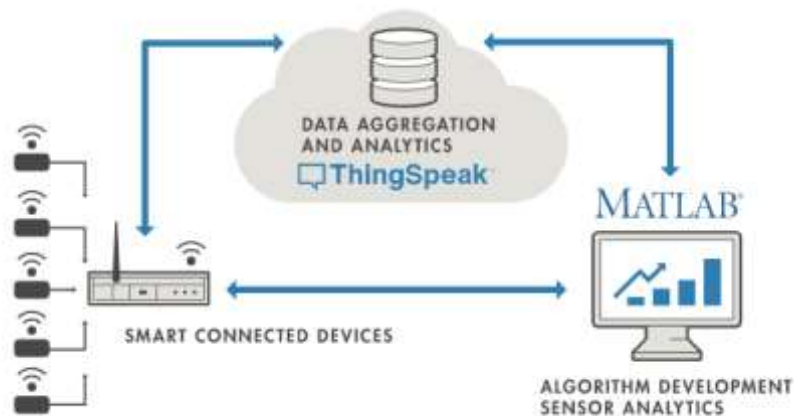 DATA AGGREGATION
AND ANALYTICS
ThingSpeak
MATLAB®
SMART CONNECTED DEVICES
ALGORITHM DEVELOPMENT
SENSOR ANALYTICS